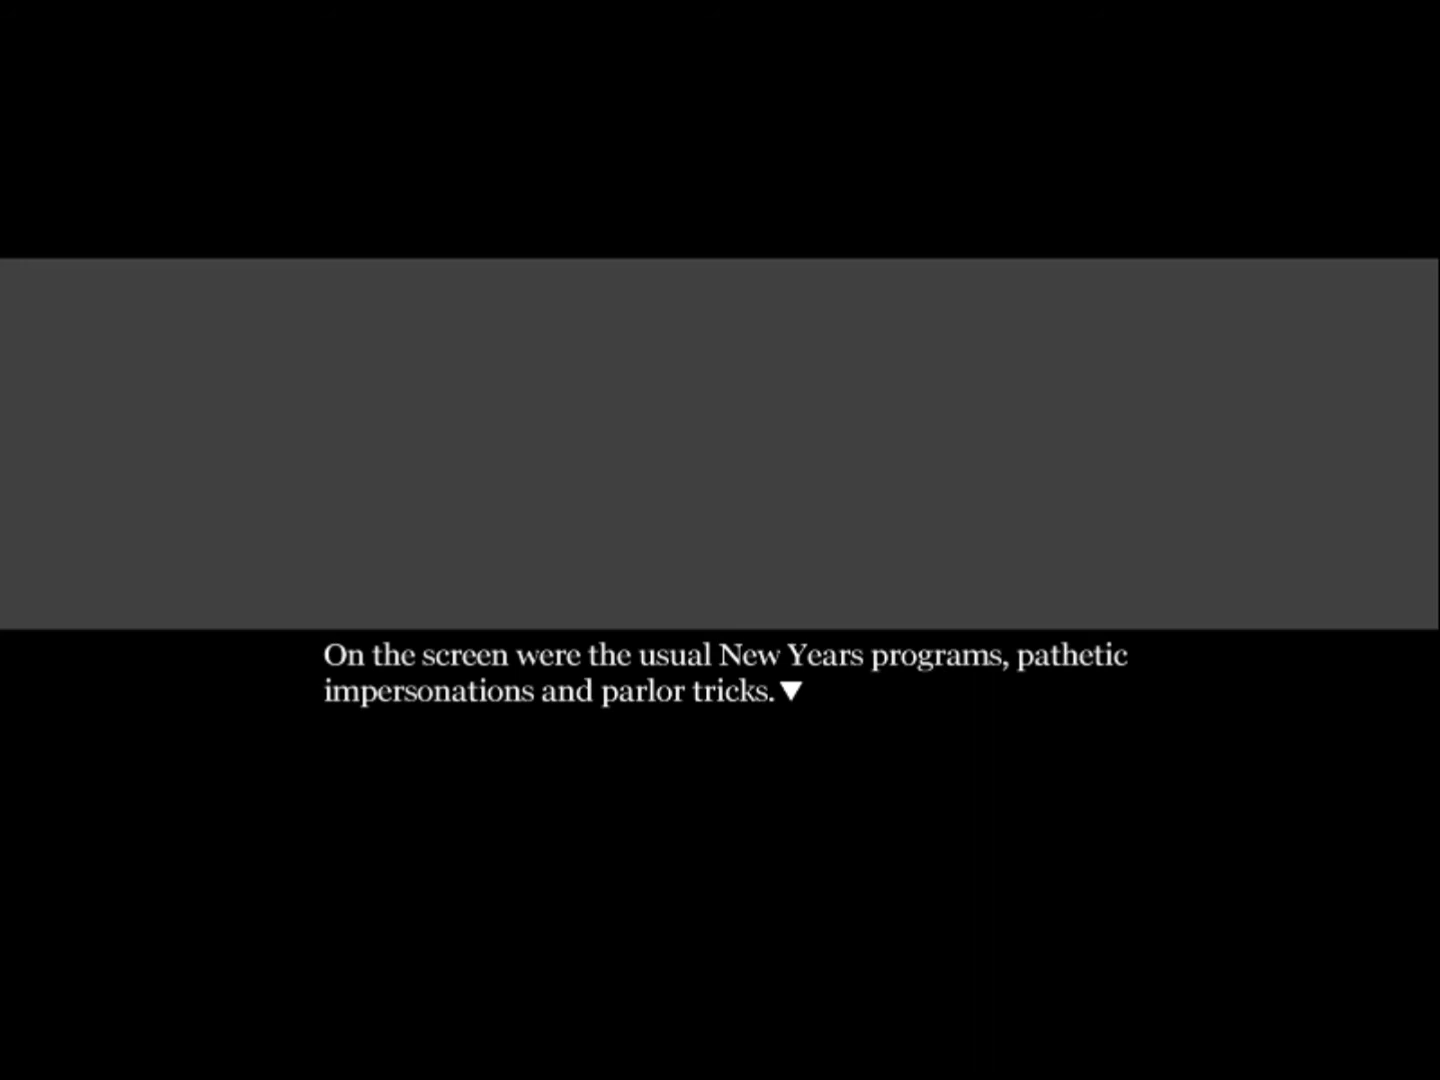 On the screen were the usual New Years programs, pathetic
impersonations and parlor tricks.▼